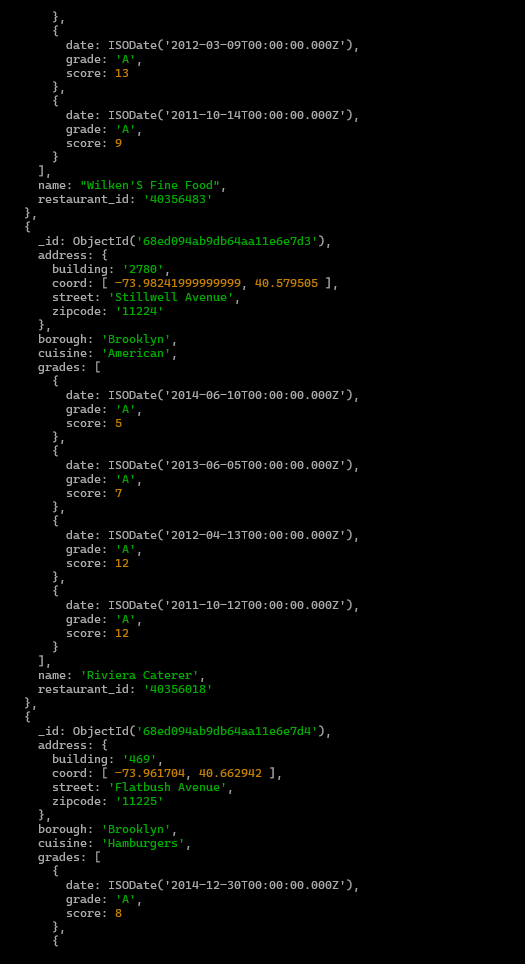 },
    {
      date: ISODate('2012-03-09T00:00:00.000Z'),
      grade: 'A',
      score: 13
    },
    {
      date: ISODate('2011-10-14T00:00:00.000Z'),
      grade: 'A',
      score: 9
    }
  ],
  name: "Wilken'S Fine Food",
  restaurant_id: '40356483'
},
{
  _id: ObjectId('68ed094ab9db64aa11e6e7d3'),
  address: {
    building: '2780',
    coord: [ -73.98241999999999, 40.579505 ],
    street: 'Stillwell Avenue',
    zipcode: '11224'
  },
  borough: 'Brooklyn',
  cuisine: 'American',
  grades: [
    {
      date: ISODate('2014-06-10T00:00:00.000Z'),
      grade: 'A',
      score: 5
    },
    {
      date: ISODate('2013-06-05T00:00:00.000Z'),
      grade: 'A',
      score: 7
    },
    {
      date: ISODate('2012-04-13T00:00:00.000Z'),
      grade: 'A',
      score: 12
    },
    {
      date: ISODate('2011-10-12T00:00:00.000Z'),
      grade: 'A',
      score: 12
    }
  ],
  name: 'Riviera Caterer',
  restaurant_id: '40356018'
},
{
  _id: ObjectId('68ed094ab9db64aa11e6e7d4'),
  address: {
    building: '469',
    coord: [ -73.961704, 40.662942 ],
    street: 'Flatbush Avenue',
    zipcode: '11225'
  },
  borough: 'Brooklyn',
  cuisine: 'Hamburgers',
  grades: [
    {
      date: ISODate('2014-12-30T00:00:00.000Z'),
      grade: 'A',
      score: 8
    },
    {